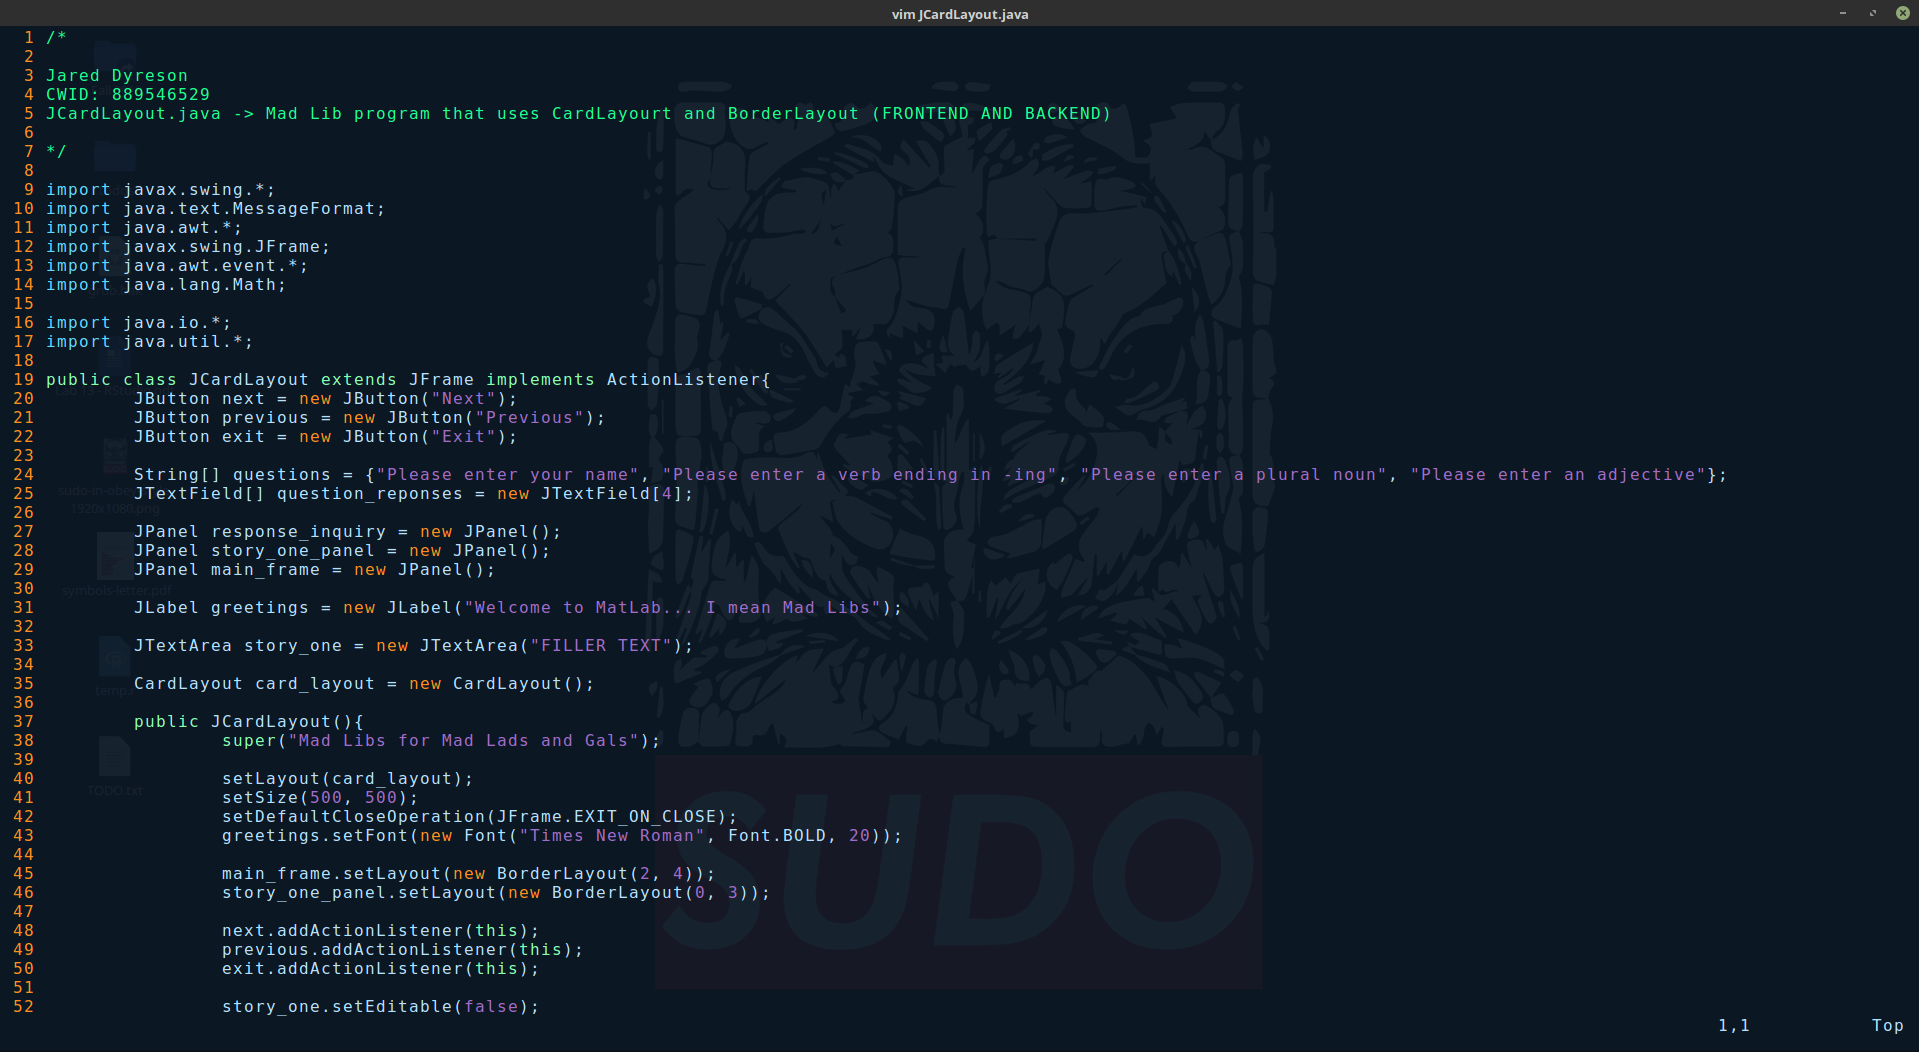 vim JCardLayout.java
1 /*
2
3 Jared Dyreson
4 CWID: 889546529
5 JCardLayout.java -> Mad Lib program that uses CardLayourt and BorderLayout (FRONTEND AND BACKEND)
6
7 */
8
9 import javax.swing.*;
10 import java.text.MessageFormat;
11 import java.awt.*;
12 import javax.swing.JFrame;
13 import java.awt.event.*;
14 import java.lang.Math;
15
16 import java.io.*;
17 import java.util.*;
18
19 public class JCardLayout extends JFrame implements ActionListener{
20 JButton next = new JButton("Next");
21 JButton previous = new JButton("Previous");
22 JButton exit = new JButton("Exit");
23
24 String[] questions = {"Please enter your name", "Please enter a verb ending in -ing", "Please enter a plural noun", "Please enter an adjective"};
25 JTextField[] question_reponses = new JTextField[4];
26
27 JPanel response_inquiry = new JPanel();
28 JPanel story_one_panel = new JPanel();
29 JPanel main_frame = new JPanel();
30
31 JLabel greetings = new JLabel("Welcome to MatLab... I mean Mad Libs");
32
33 JTextArea story_one = new JTextArea("FILLER TEXT");
34
35 CardLayout card_layout = new CardLayout();
36
37 public JCardLayout(){
38 super("Mad Libs for Mad Lads and Gals");
39
40 setLayout(card_layout);
41 setSize(500, 500);
42 setDefaultCloseOperation(JFrame.EXIT_ON_CLOSE);
43 greetings.setFont(new Font("Times New Roman", Font.BOLD, 20));
44
45 main_frame.setLayout(new BorderLayout(2, 4));
46 story_one_panel.setLayout(new BorderLayout(0, 3));
47
48 next.addActionListener(this);
49 previous.addActionListener(this);
50 exit.addActionListener(this);
51
52 story_one.setEditable(false);
1,1 Top
1920x1080.png
symbols-letter.pdf
TODO.txt
SUDO